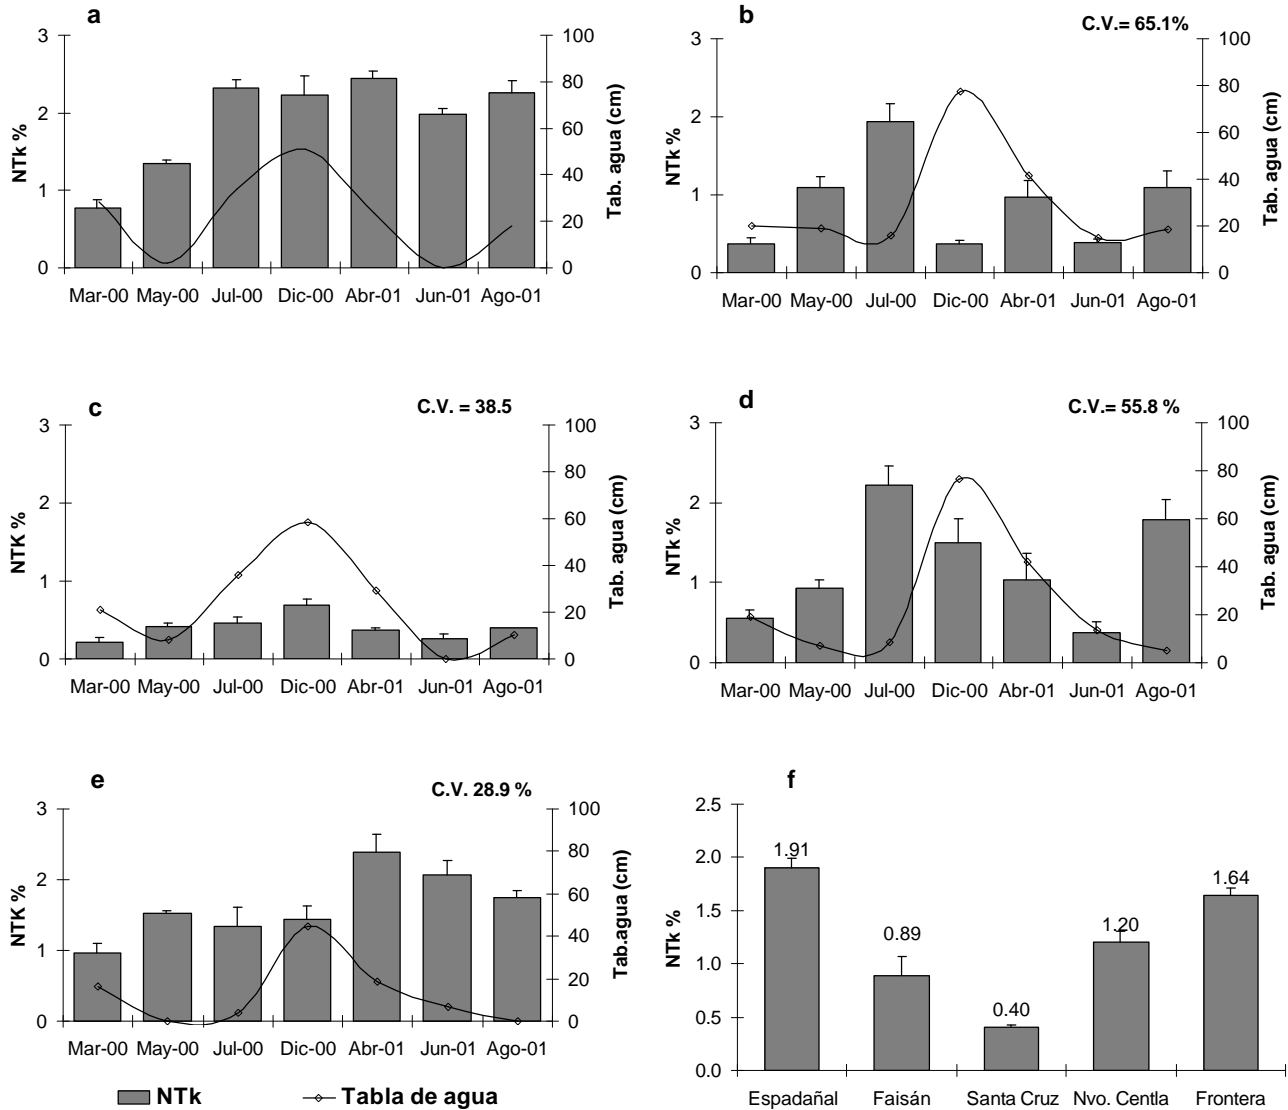 a
3
2
1
0
NTk %
100
80
60
40
20
0
Tab. agua (cm)
Mar-00 May-00 Jul-00 Dic-00 Abr-01 Jun-01 Ago-01
b
C.V.= 65.1%
3
2
1
0
NTk %
100
80
60
40
20
0
Tab. agua (cm)
Mar-00 May-00 Jul-00 Dic-00 Abr-01 Jun-01 Ago-01
c
C.V. = 38.5
3
2
1
0
NTK %
100
80
60
40
20
0
Tab. agua (cm)
Mar-00 May-00 Jul-00 Dic-00 Abr-01 Jun-01 Ago-01
d
C.V.= 55.8 %
3
2
1
0
NTk %
100
80
60
40
20
0
Tab. agua (cm)
Mar-00 May-00 Jul-00 Dic-00 Abr-01 Jun-01 Ago-01
e
C.V. 28.9 %
3
2
1
0
NTK %
100
80
60
40
20
0
Tab.agua (cm)
Mar-00 May-00 Jul-00 Dic-00 Abr-01 Jun-01 Ago-01
NTk
Tabla de agua
f
2.5
2.0
1.5
1.0
0.5
0.0
NTk %
1.91
0.89
0.40
1.20
1.64
Espadañal Faisán Santa Cruz Nvo. Centla Frontera